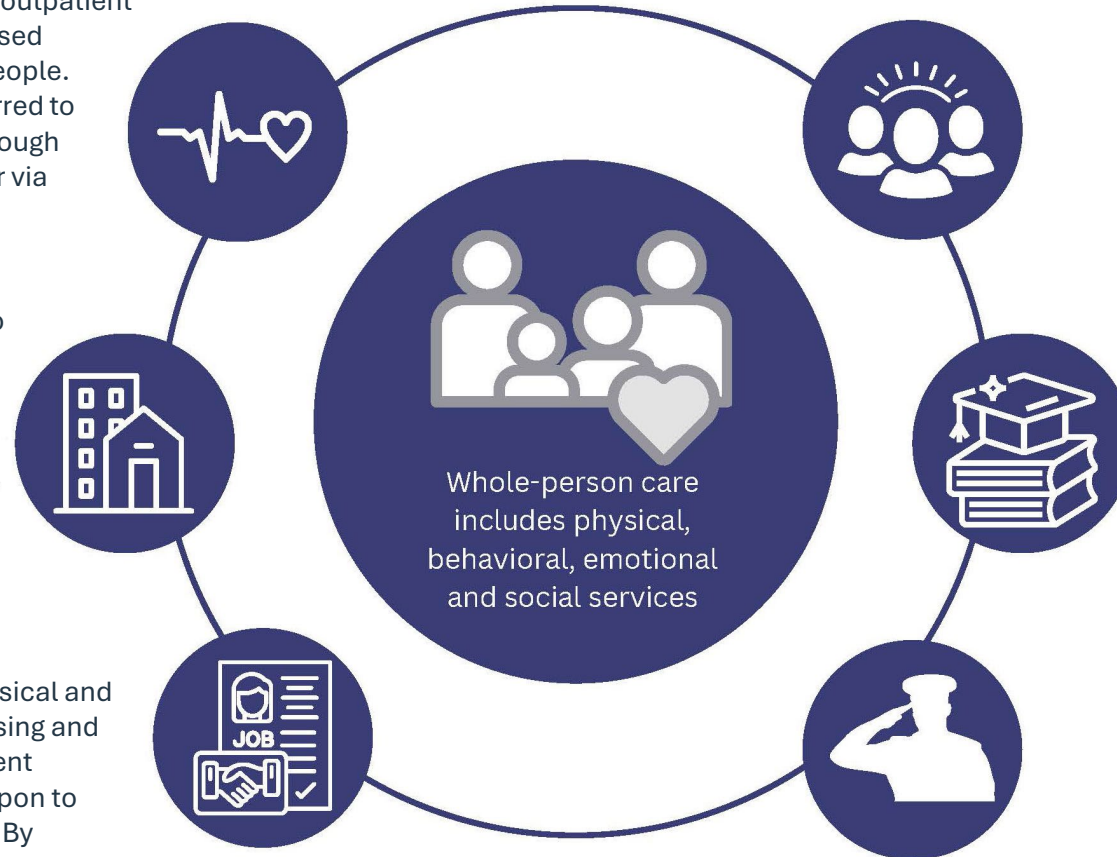 outpatient
sed
eople.
rred to
ough
r via
sical and
sing and
ent
pon to
By
Whole-person care
includes physical,
behavioral, emotional
and social services
JOB